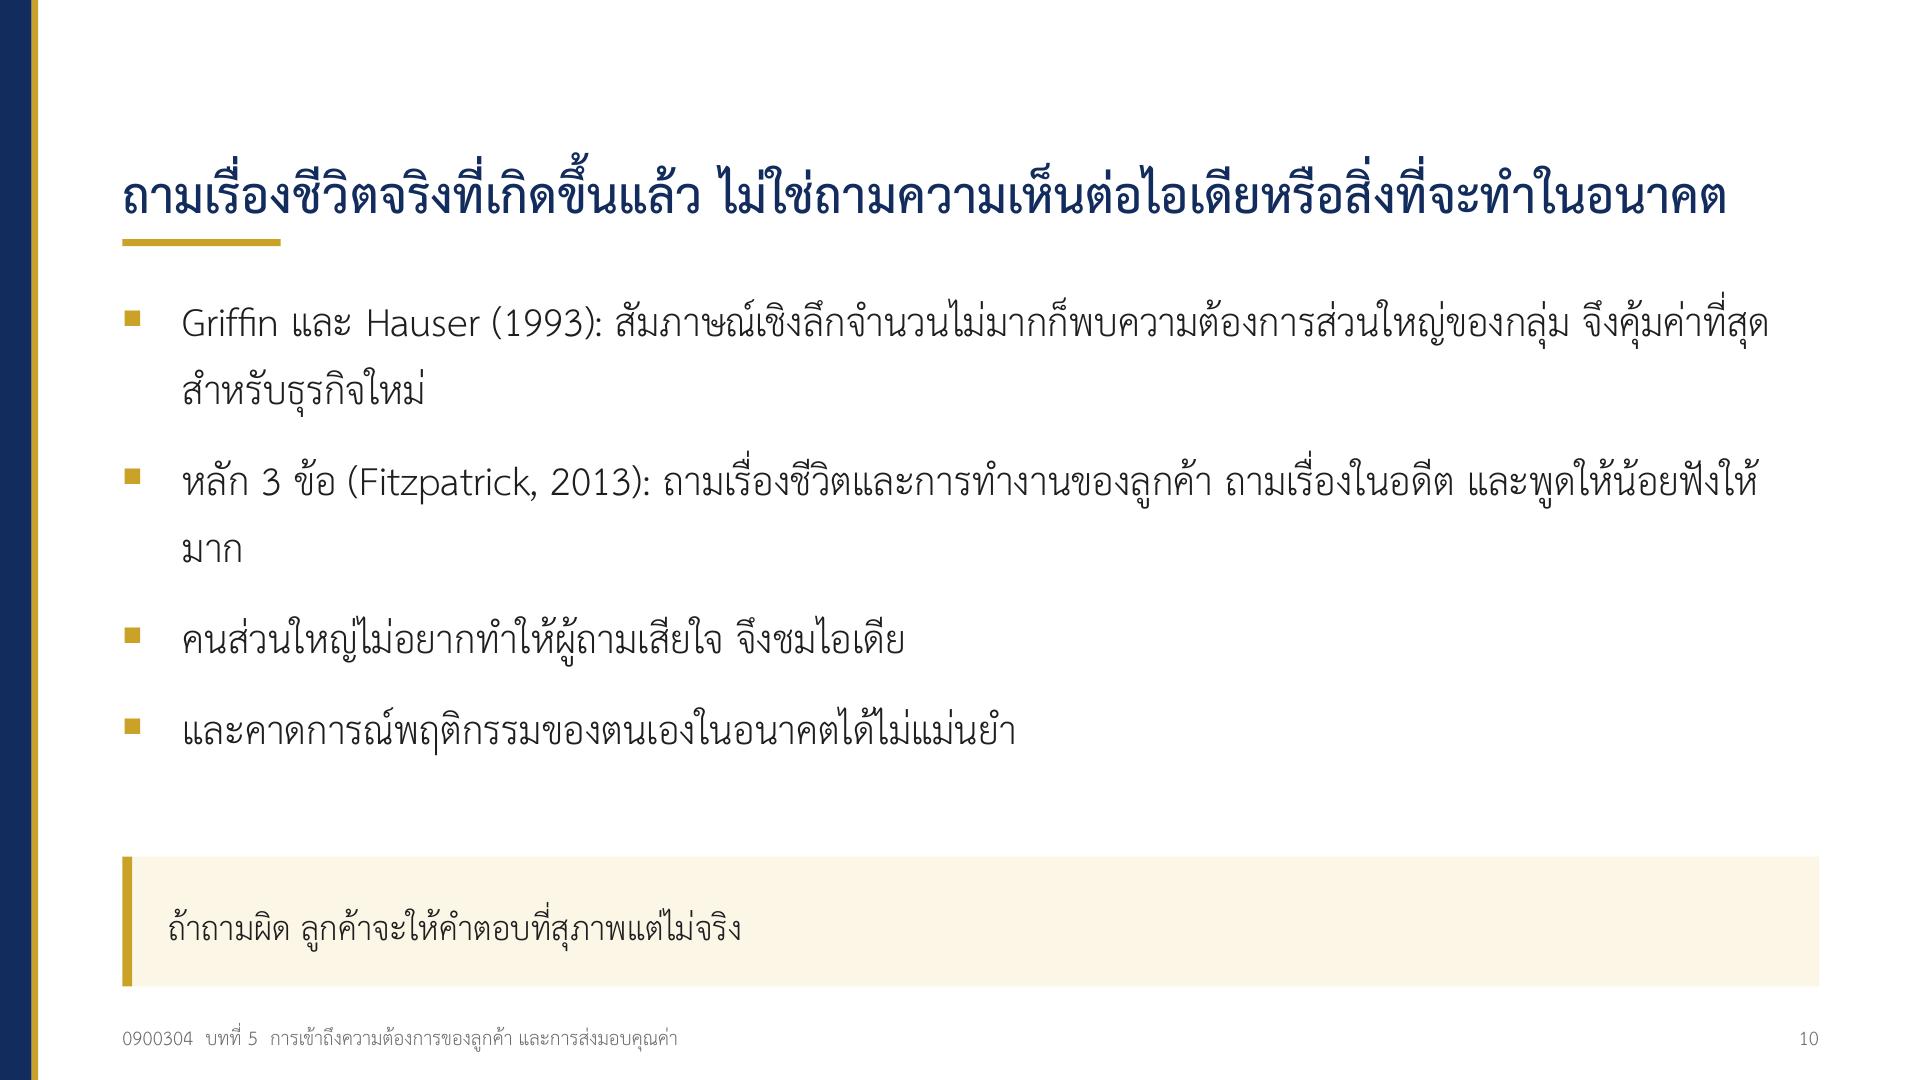 ถามเรื่องชีวิตจริงที่เกิดขึ้นแล้ว ไม่ใช่ถามความเห็นต่อไอเดียหรือสิ่งที่จะทำในอนาคต
Griffin และ Hauser (1993): สัมภาษณ์เชิงลึกจำนวนไม่มากก็พบความต้องการส่วนใหญ่ของกลุ่ม จึงคุ้มค่าที่สุด
สำหรับธุรกิจใหม่
หลัก 3 ข้อ (Fitzpatrick, 2013): ถามเรื่องชีวิตและการทำงานของลูกค้า ถามเรื่องในอดีต และพูดให้น้อยฟังให้
มาก
คนส่วนใหญ่ไม่อยากทำให้ผู้ถามเสียใจ จึงชมไอเดีย
และคาดการณ์พฤติกรรมของตนเองในอนาคตได้ไม่แม่นยำ
ถ้าถามผิด ลูกค้าจะให้คำตอบที่สุภาพแต่ไม่จริง
0900304 บทที่ 5 การเข้าถึงความต้องการของลูกค้า และการส่งมอบคุณค่า
10